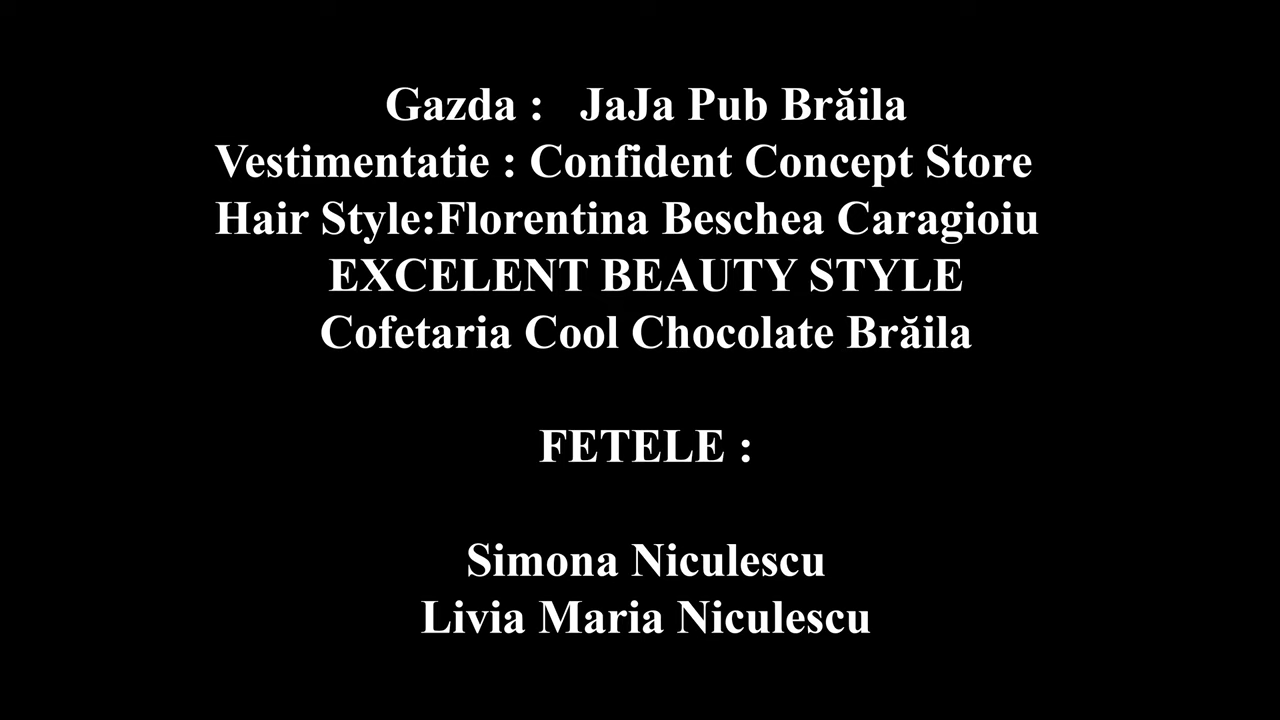 Gazda : JaJa Pub Brăila
Vestimentatie : Confident Concept Store
Hair Style:Florentina Beschea Caragioiu
EXCELENT BEAUTY STYLE
Cofetaria Cool Chocolate Brăila
FETELE :
Simona Niculescu
Livia Maria Niculescu